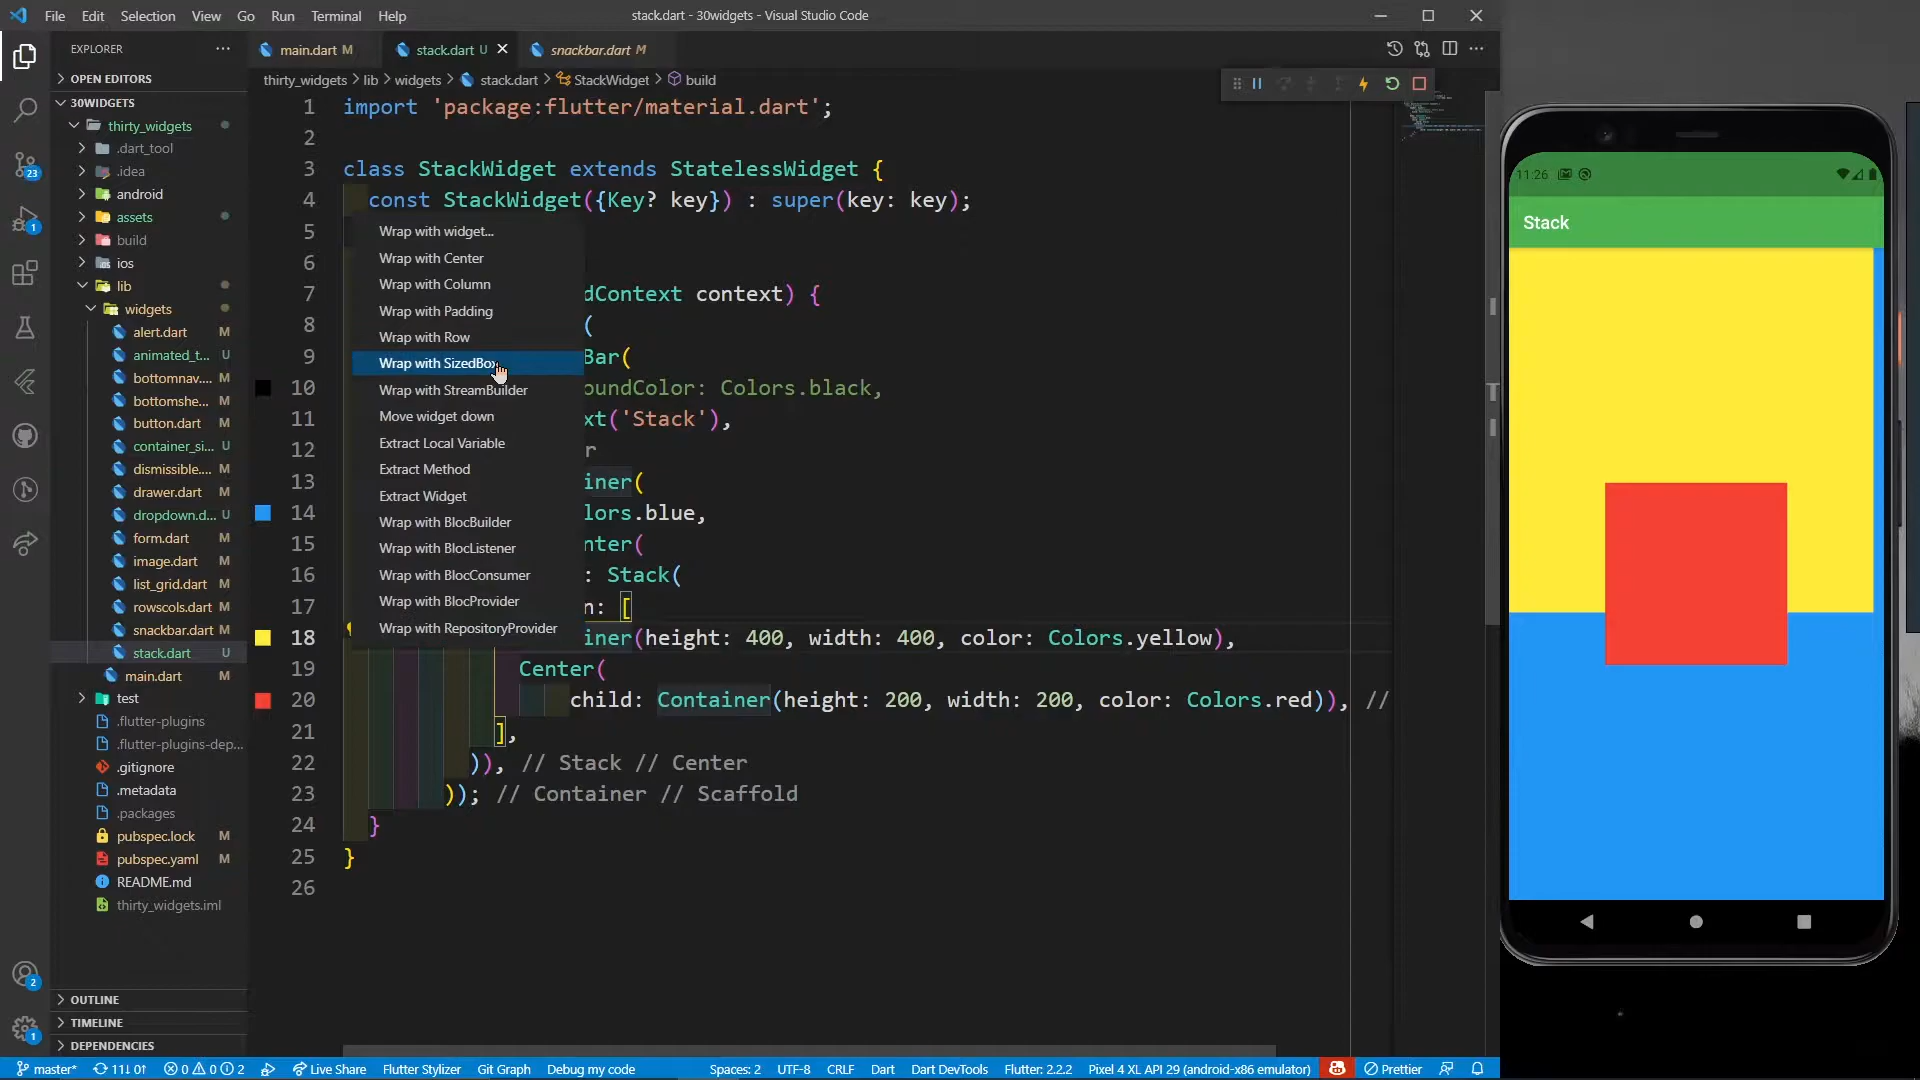 File Edit Selection View Go Run Terminal Help
stack.dart - 30widgets - Visual Studio Code
EXPLORER
OPEN EDITORS
30WIDGETS
thirty_widgets
.dart_tool
.idea
android
assets
build
ios
lib
widgets
alert.dart M
animated_t... U
bottomnav.... M
bottomshe... M
button.dart M
container_si... U
dismissible.... M
drawer.dart M
dropdown.d... U
form.dart M
image.dart M
list_grid.dart M
rowscols.dart M
snackbar.dart M
stack.dart U
main.dart M
test
.flutter-plugins
.flutter-plugins-dep...
.gitignore
.metadata
.packages
pubspec.lock M
pubspec.yaml M
README.md
thirty_widgets.iml
OUTLINE
TIMELINE
DEPENDENCIES
23
1
2
1
main.dart M stack.dart U snackbar.dart M
thirty_widgets > lib > widgets > stack.dart > StackWidget > build
1 import 'package:flutter/material.dart';
2
3 class StackWidget extends StatelessWidget {
4 const StackWidget({Key? key}) : super(key: key);
5
6
7 dContext context) {
8 (
9 Bar(
10 oundColor: Colors.black,
11 xt('Stack'),
12 r
13 iner(
14 lors.blue,
15 nter(
16 : Stack(
17 n: [
18 iner(height: 400, width: 400, color: Colors.yellow),
19 Center(
20 child: Container(height: 200, width: 200, color: Colors.red)), //
21 ],
22 )), // Stack // Center
23 )); // Container // Scaffold
24 }
25 }
26
Wrap with widget...
Wrap with Center
Wrap with Column
Wrap with Padding
Wrap with Row
Wrap with SizedBox
Wrap with StreamBuilder
Move widget down
Extract Local Variable
Extract Method
Extract Widget
Wrap with BlocBuilder
Wrap with BlocListener
Wrap with BlocConsumer
Wrap with BlocProvider
Wrap with RepositoryProvider
11:26
Stack
master* 11↓ 0↑ 0 0 2 Live Share Flutter Stylizer Git Graph Debug my code Spaces: 2 UTF-8 CRLF Dart Dart DevTools Flutter: 2.2.2 Pixel 4 XL API 29 (android-x86 emulator) Prettier